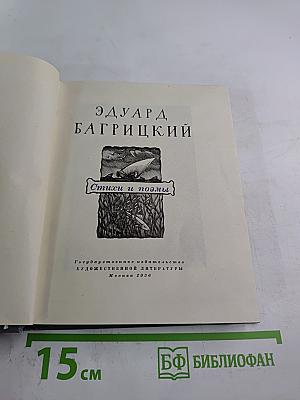 ЭДУАРД
БАГРИЦКИЙ
Стихи и поэмы
Государственное издательство
ХУДОЖЕСТВЕННОЙ ЛИТЕРАТУРЫ
Москва 1956
15 см
БФ БИБЛИОФАН